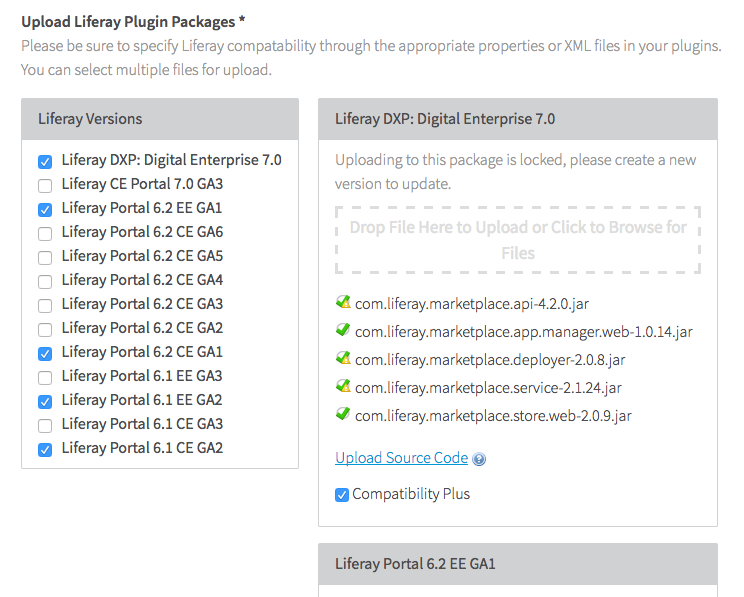 Upload Liferay Plugin Packages *
Please be sure to specify Liferay compatability through the appropriate properties or XML files in your plugins.
You can select multiple files for upload.
Liferay Versions
Liferay DXP: Digital Enterprise 7.0
Liferay CE Portal 7.0 GA3
Liferay Portal 6.2 EE GA1
Liferay Portal 6.2 CE GA6
Liferay Portal 6.2 CE GA5
Liferay Portal 6.2 CE GA4
Liferay Portal 6.2 CE GA3
Liferay Portal 6.2 CE GA2
Liferay Portal 6.2 CE GA1
Liferay Portal 6.1 EE GA3
Liferay Portal 6.1 EE GA2
Liferay Portal 6.1 CE GA3
Liferay Portal 6.1 CE GA2
Liferay DXP: Digital Enterprise 7.0
Uploading to this package is locked, please create a new
version to update.
Drop File Here to Upload or Click to Browse for
Files
com.liferay.marketplace.api-4.2.0.jar
com.liferay.marketplace.app.manager.web-1.0.14.jar
com.liferay.marketplace.deployer-2.0.8.jar
com.liferay.marketplace.service-2.1.24.jar
com.liferay.marketplace.store.web-2.0.9.jar
Upload Source Code
Compatibility Plus
Liferay Portal 6.2 EE GA1